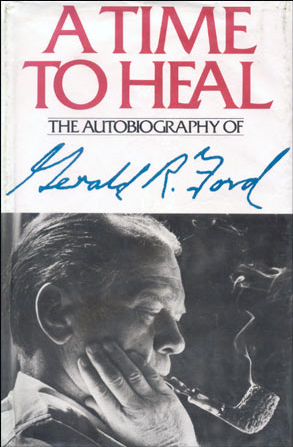 A TIME
TO HEAL
THE AUTOBIOGRAPHY OF
Gerald R. Ford